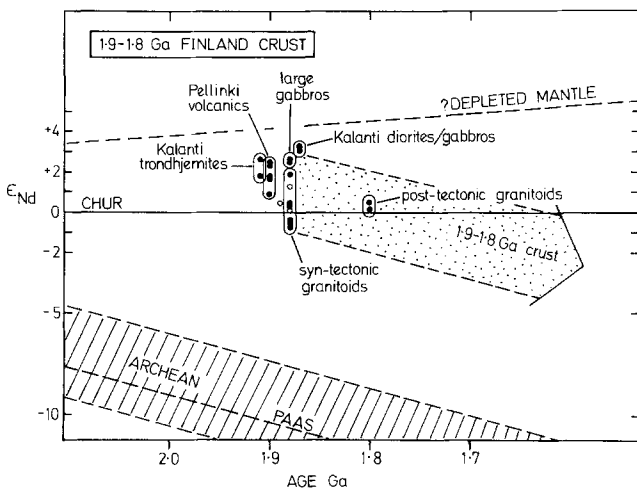 1·9-1·8 Ga FINLAND CRUST
Pellinki
volcanics
large
gabbros
?DEPLETED MANTLE
Kalanti
trondhjemites
Kalanti diorites/gabbros
post-tectonic granitoids
CHUR
1·9-1·8 Ga crust
syn-tectonic
granitoids
ARCHEAN
PAAS
εNd
+4
+2
0
-2
-5
-10
2·0
1·9
1·8
1·7
AGE Ga